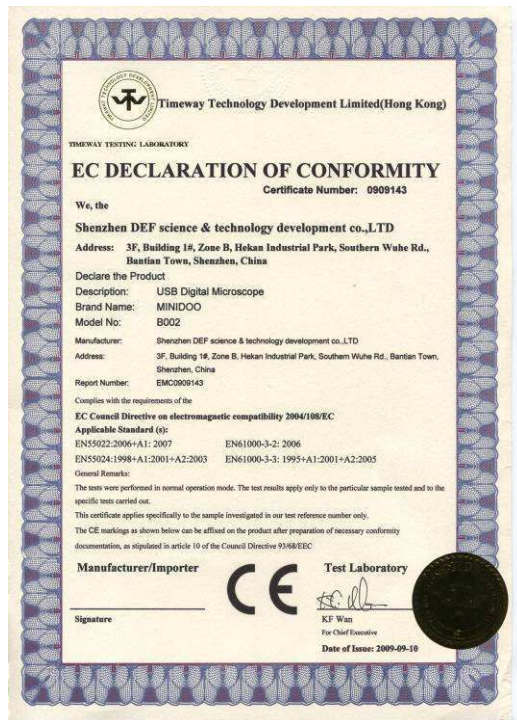 Timeway Technology Development Limited(Hong Kong)
TIMEWAY TESTING LABORATORY
EC DECLARATION OF CONFORMITY
Certificate Number: 0909143
We, the
Shenzhen DEF science & technology development co.,LTD
Address: 3F, Building 1#, Zone B, Hekan Industrial Park, Southern Wuhe Rd.,
Bantian Town, Shenzhen, China
Declare the Product
Description: USB Digital Microscope
Brand Name: MINIDOO
Model No: B002
Manufacturer: Shenzhen DEF science & technology development co.,LTD
Address: 3F, Building 1#, Zone B, Hekan Industrial Park, Southern Wuhe Rd., Bantian Town,
Shenzhen, China
Report Number: EMC0909143
Complies with the requirements of the
EC Council Directive on electromagnetic compatibility 2004/108/EC
Applicable Standard (s):
EN55022:2006+A1: 2007 EN61000-3-2: 2006
EN55024:1998+A1:2001+A2:2003 EN61000-3-3: 1995+A1:2001+A2:2005
General Remarks:
The tests were performed in normal operation mode. The test results apply only to the particular sample tested and to the
specific tests carried out.
This certificate applies specifically to the sample investigated in our test reference number only.
The CE markings as shown below can be affised on the product after preparation of necessary conformity
documentation, as stipulated in article 10 of the Council Directive 93/68/EEC
Manufacturer/Importer CE Test Laboratory
Signature KF Wan
For Chief Executive
Date of Issue: 2009-09-10